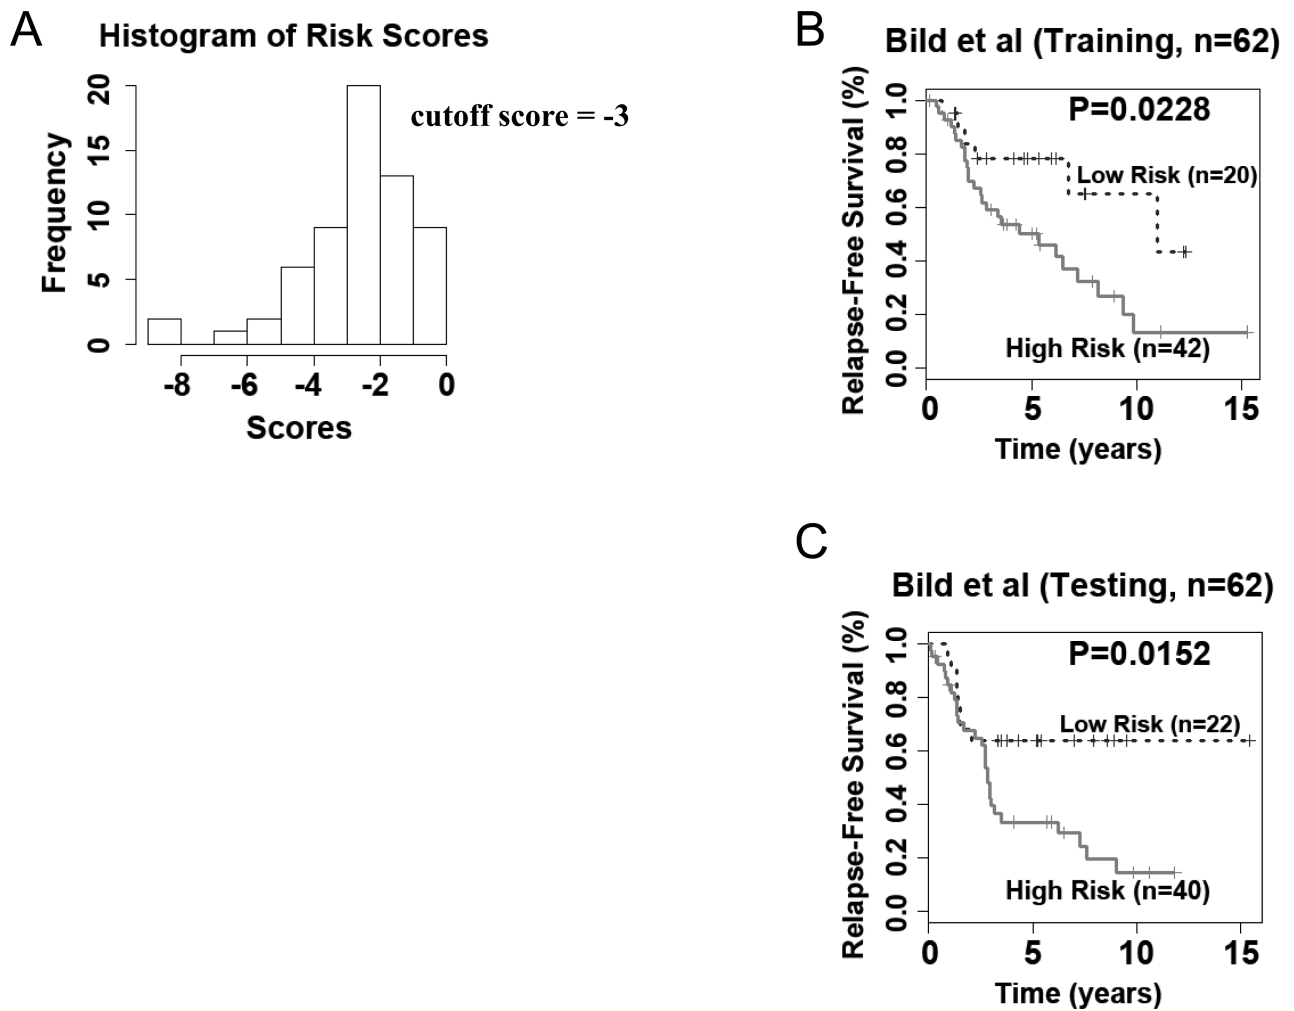 A
Histogram of Risk Scores
cutoff score = -3
Frequency
20
15
10
5
0
-8 -6 -4 -2 0
Scores
B
Bild et al (Training, n=62)
P=0.0228
Low Risk (n=20)
High Risk (n=42)
Relapse-Free Survival (%)
1.0
0.8
0.6
0.4
0.2
0.0
0 5 10 15
Time (years)
C
Bild et al (Testing, n=62)
P=0.0152
Low Risk (n=22)
High Risk (n=40)
Relapse-Free Survival (%)
1.0
0.8
0.6
0.4
0.2
0.0
0 5 10 15
Time (years)